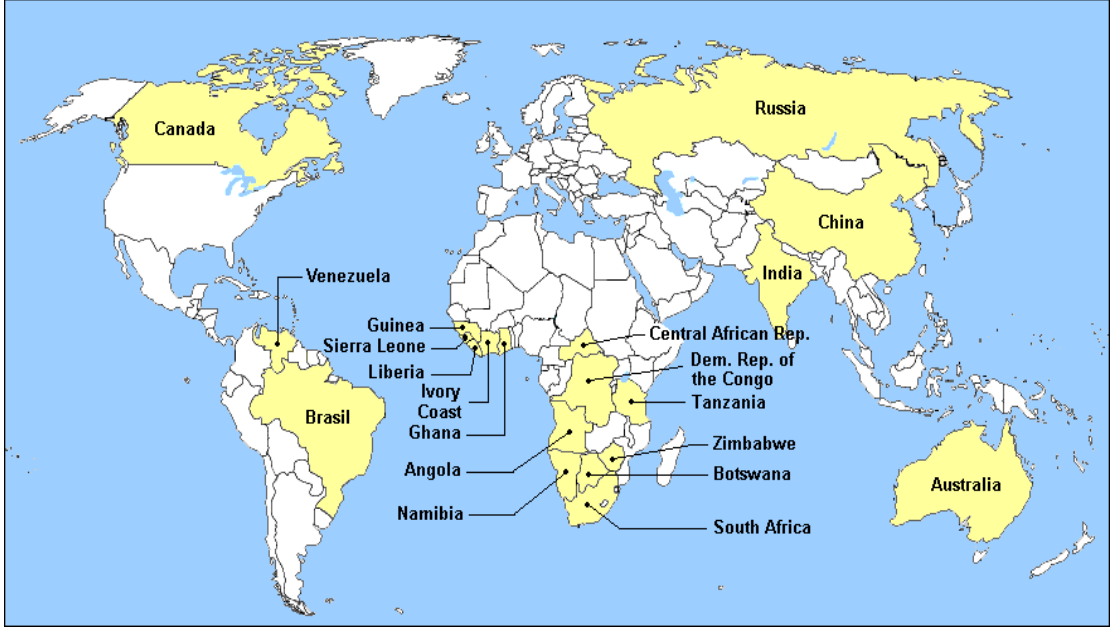 Canada
Russia
China
India
Venezuela
Guinea
Sierra Leone
Liberia
Ivory
Coast
Ghana
Central African Rep.
Dem. Rep. of
the Congo
Tanzania
Brasil
Angola
Namibia
Zimbabwe
Botswana
South Africa
Australia